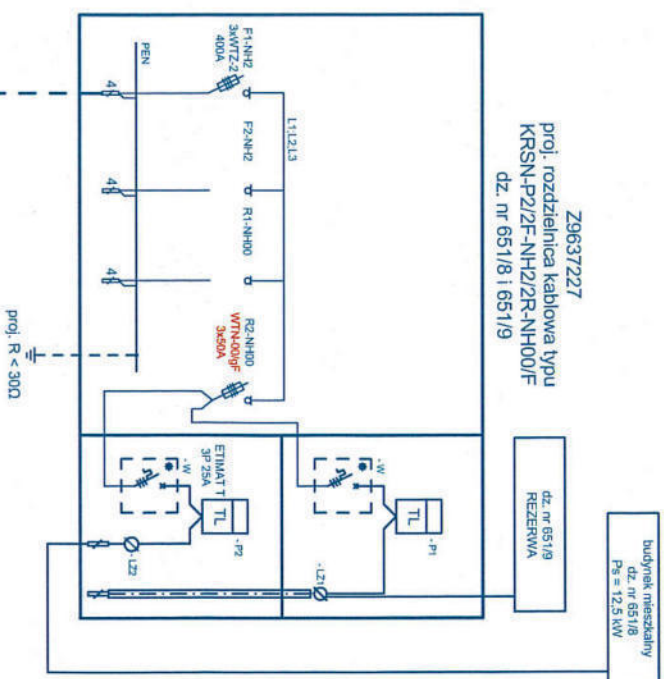 Z9637227
proj. rozdzielnica kablowa typu
KRSN-P2/2F-NH2/2R-NH00/F
dz. nr 651/8 i 651/9
budynek mieszkalny
dz. nr 651/8
Ps = 12,5 kW
dz. nr 651/9
REZERWA
L1;L2;L3
F1-NH2
3xWTZ-2
400A
F2-NH2
R1-NH00
R2-NH00
WTN-00/gF
3x50A
PEN
4
4
4
- W
TL
- P1
- LZ1
ETIMAT T
3P 25A
- W
TL
- P2
- LZ2
proj. R < 30Ω